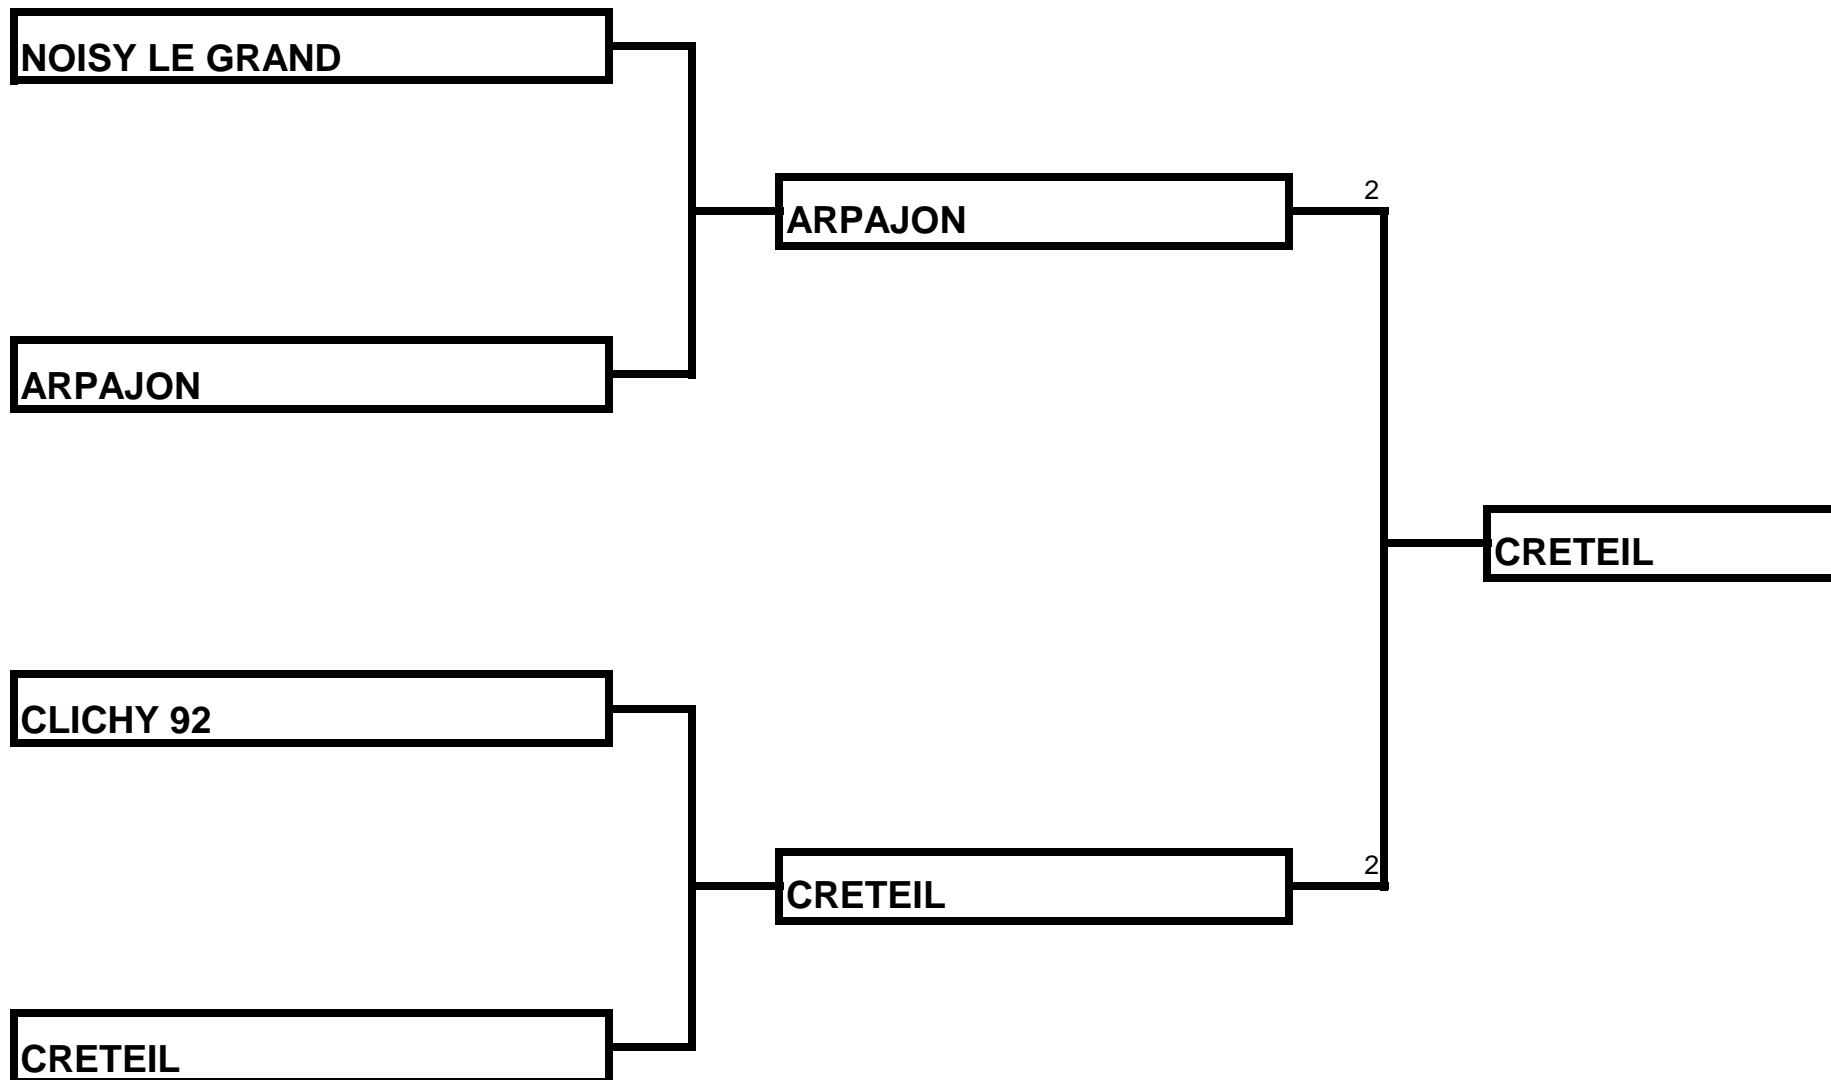 NOISY LE GRAND
2
ARPAJON
ARPAJON
CRETEIL
CLICHY 92
2
CRETEIL
CRETEIL